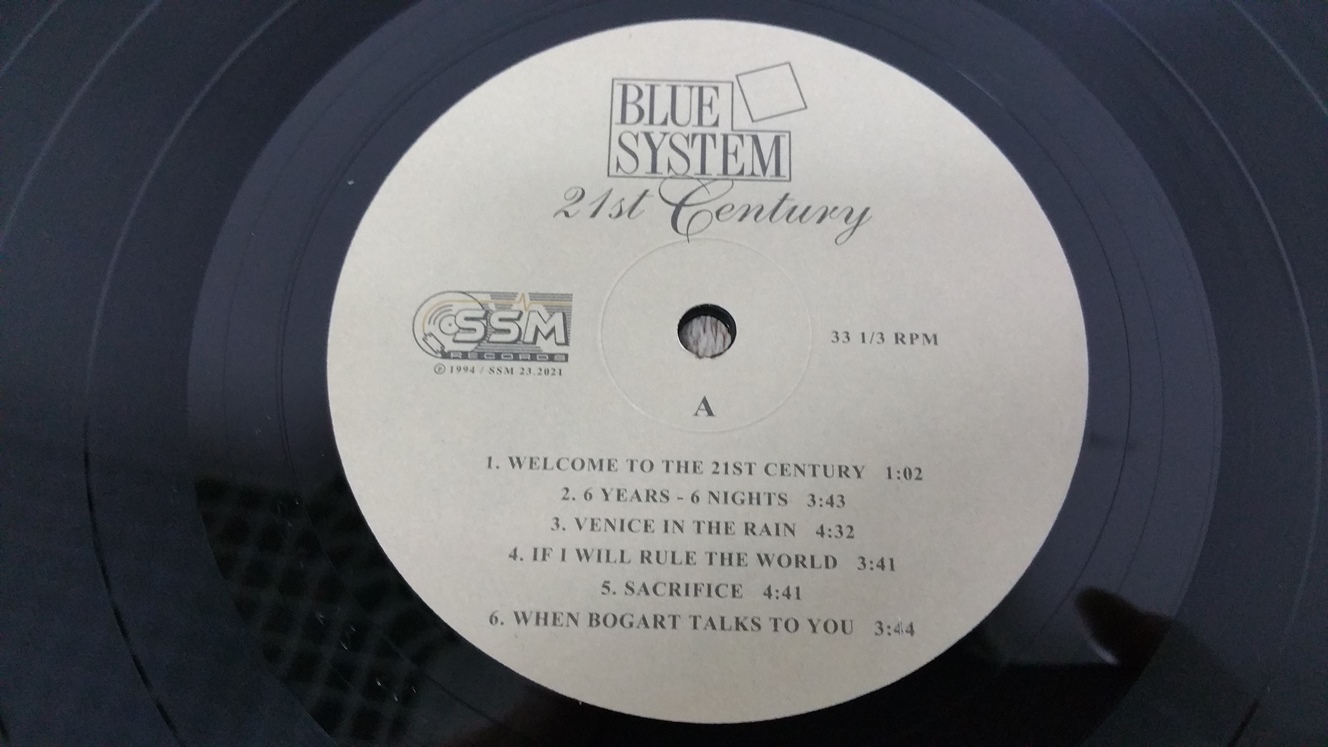 BLUE
SYSTEM
21st Century
SSM
RECORDS
℗ 1994 / SSM 23.2021
33 1/3 RPM
A
1. WELCOME TO THE 21ST CENTURY 1:02
2. 6 YEARS - 6 NIGHTS 3:43
3. VENICE IN THE RAIN 4:32
4. IF I WILL RULE THE WORLD 3:41
5. SACRIFICE 4:41
6. WHEN BOGART TALKS TO YOU 3:44